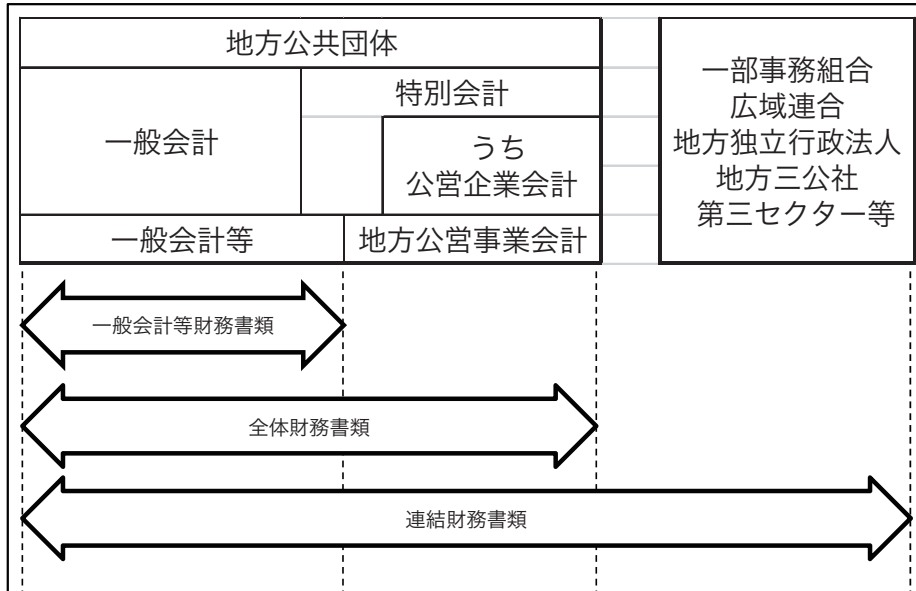 地方公共団体
一般会計
特別会計
うち
公営企業会計
一般会計等
地方公営事業会計
一部事務組合
広域連合
地方独立行政法人
地方三公社
第三セクター等
一般会計等財務書類
全体財務書類
連結財務書類